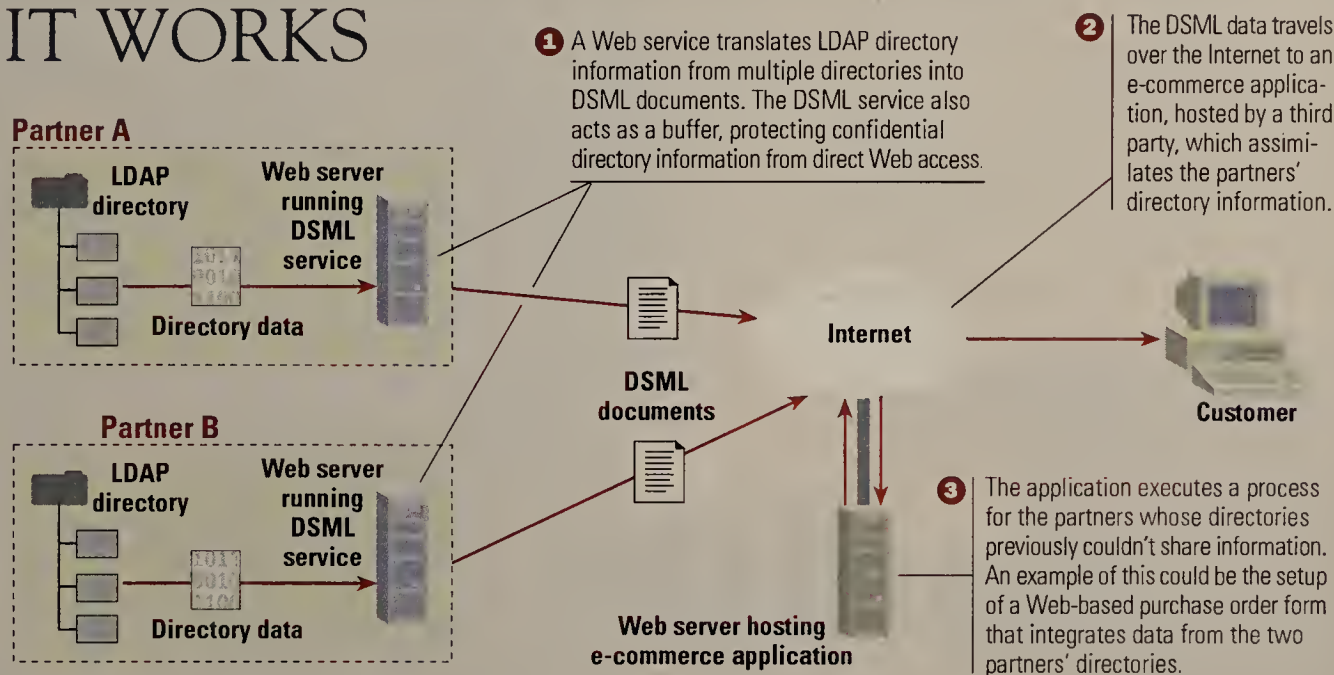 IT WORKS
1 A Web service translates LDAP directory
information from multiple directories into
DSML documents. The DSML service also
acts as a buffer, protecting confidential
directory information from direct Web access.
2 The DSML data travels
over the Internet to an
e-commerce applica-
tion, hosted by a third
party, which assimi-
lates the partners'
directory information.
Partner A
LDAP
directory
Web server
running
DSML
service
Directory data
Internet
DSML
documents
Customer
Partner B
LDAP
directory
Web server
running
DSML
service
Directory data
Web server hosting
e-commerce application
3 The application executes a process
for the partners whose directories
previously couldn't share information.
An example of this could be the setup
of a Web-based purchase order form
that integrates data from the two
partners' directories.